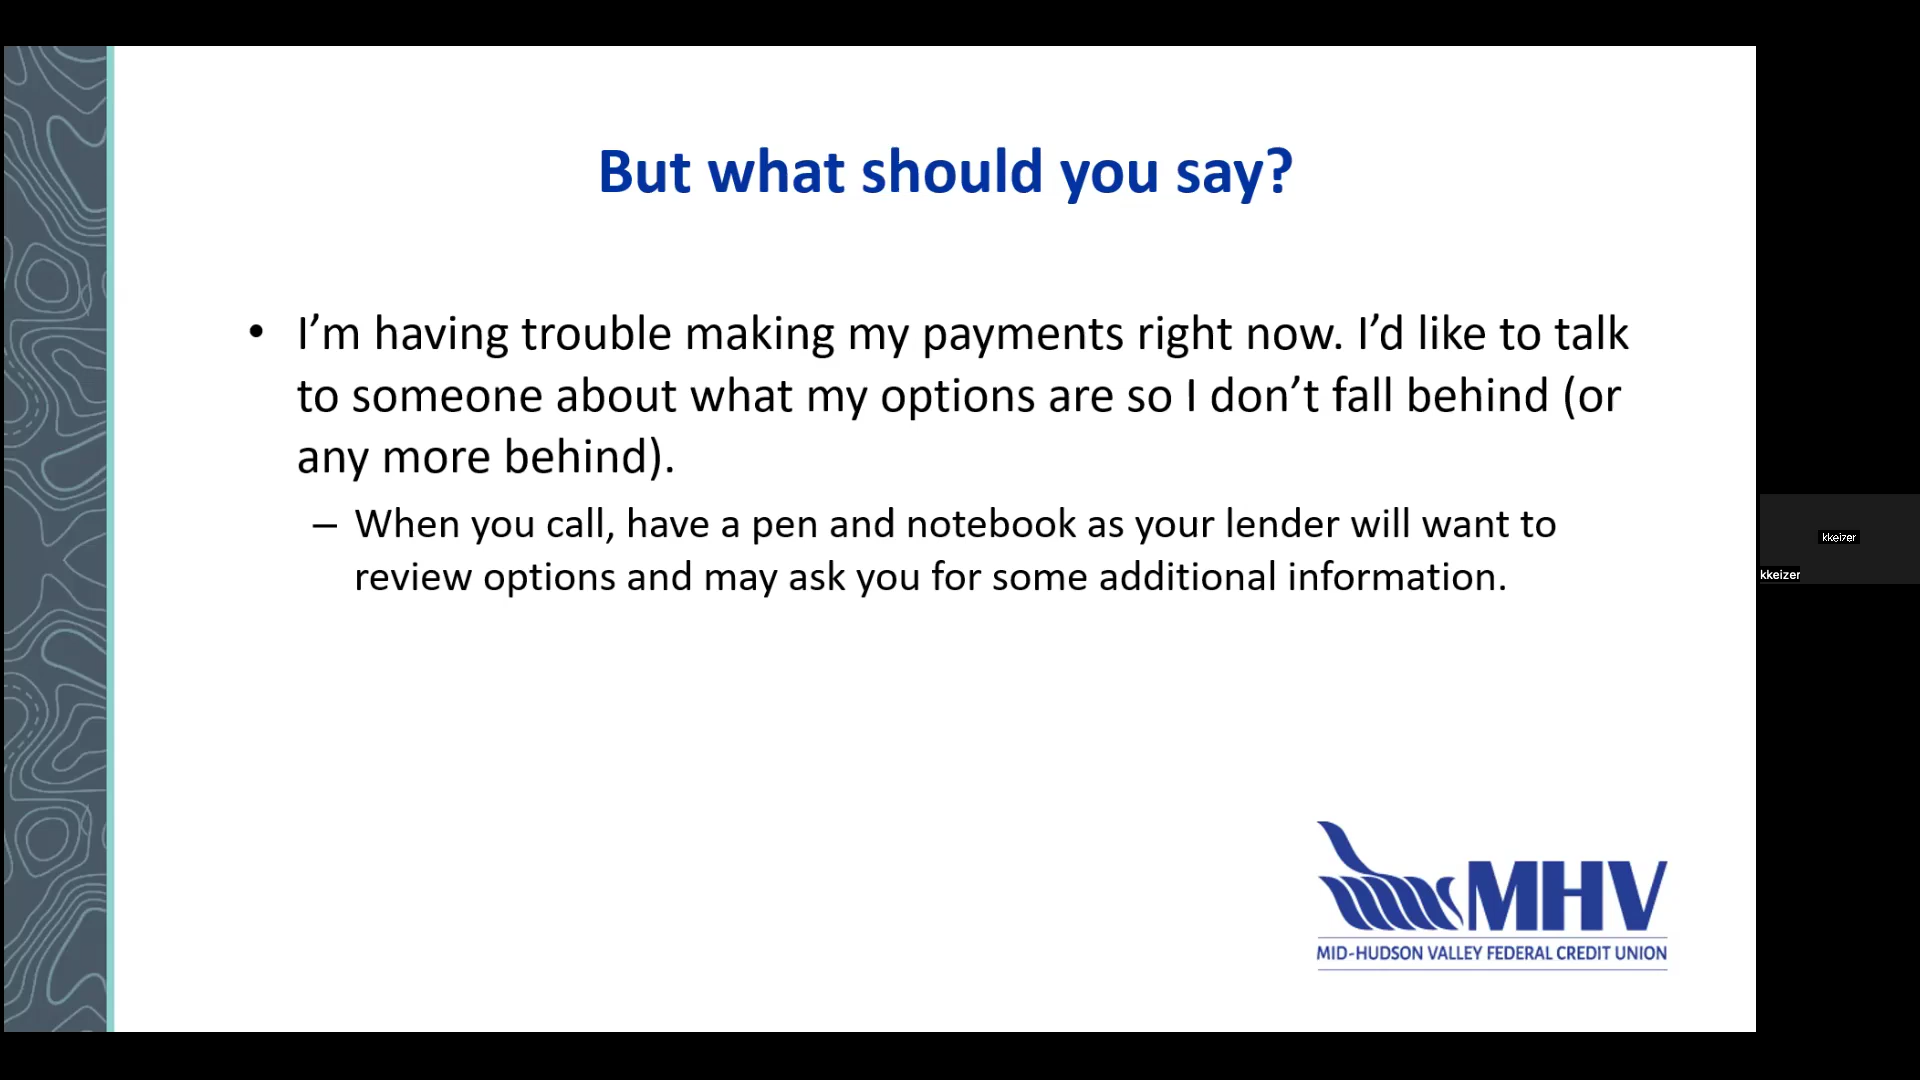 But what should you say?
• I’m having trouble making my payments right now. I’d like to talk
to someone about what my options are so I don’t fall behind (or
any more behind).
– When you call, have a pen and notebook as your lender will want to
review options and may ask you for some additional information.
MHV
MID-HUDSON VALLEY FEDERAL CREDIT UNION
kkeizer
kkeizer